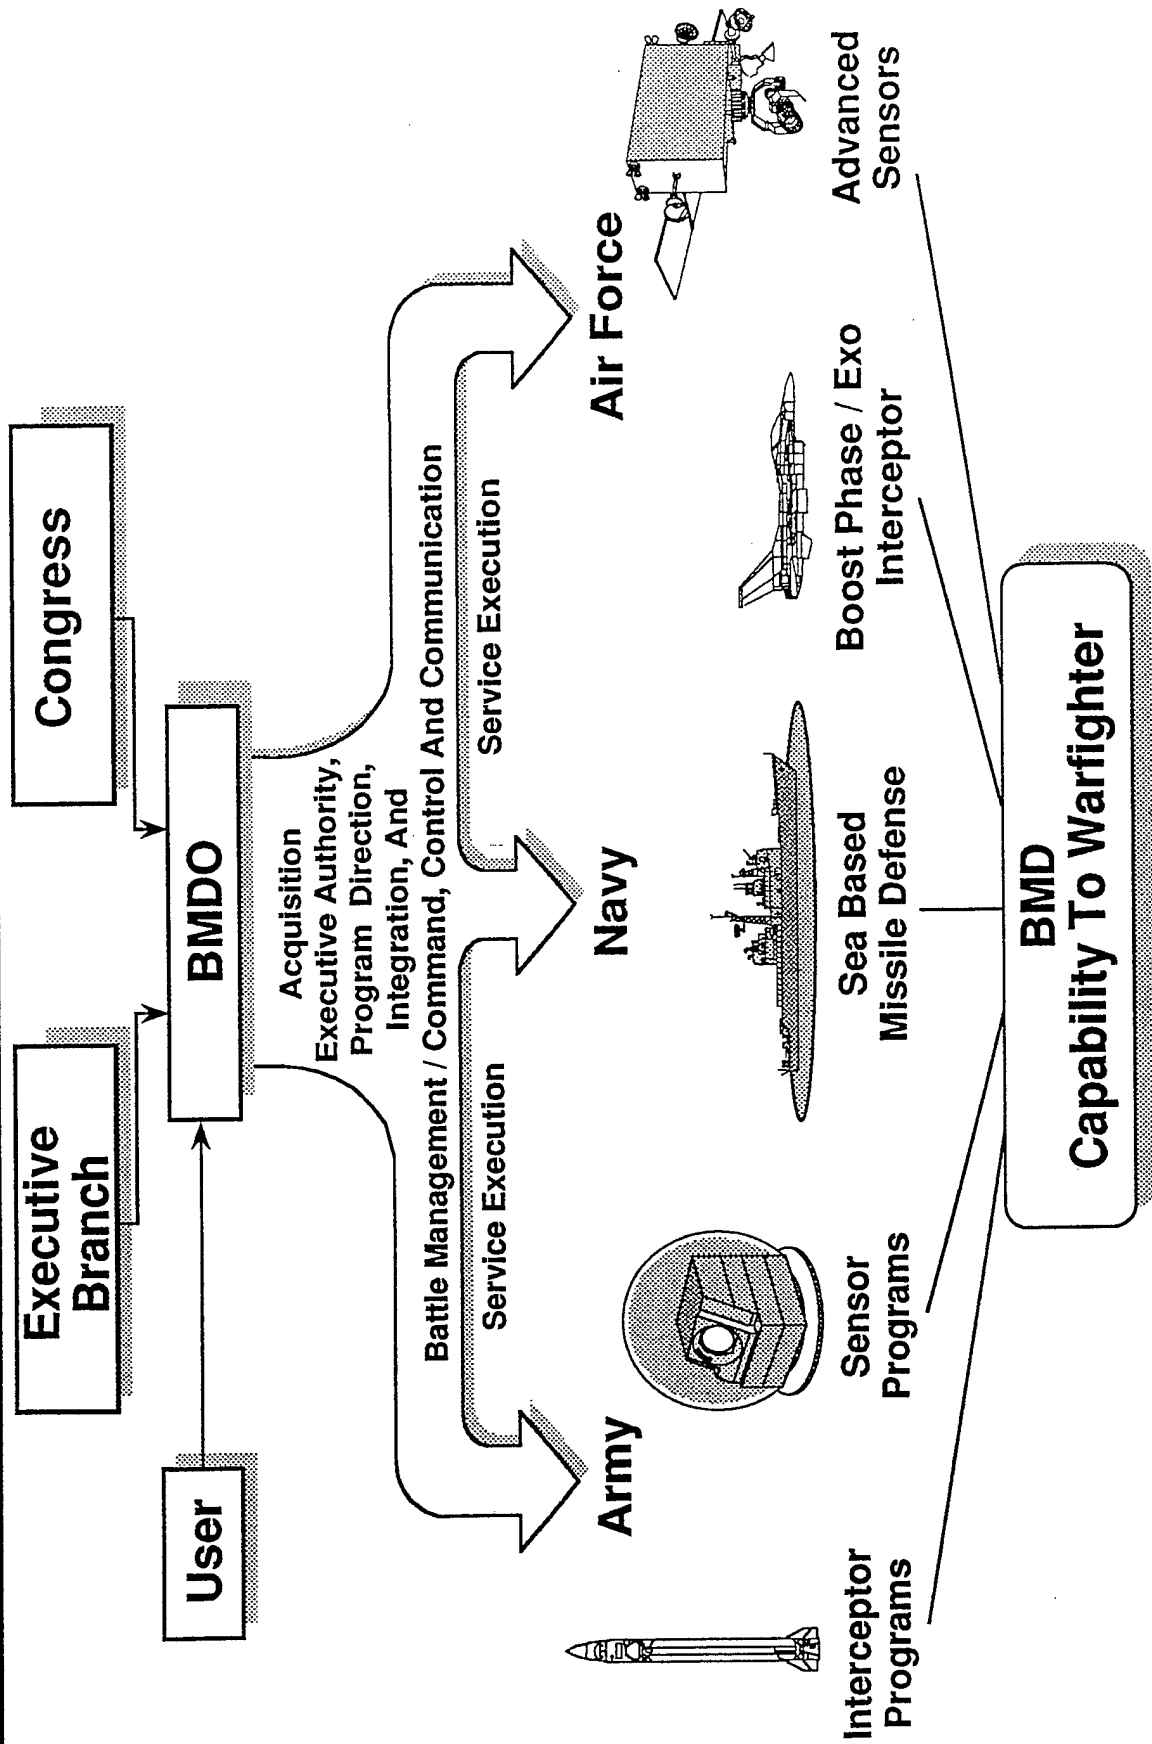 Executive
Branch
Congress
User
BMDO
Acquisition
Executive Authority,
Program Direction,
Integration, And
Battle Management / Command, Control And Communication
Service Execution
Service Execution
Army
Navy
Air Force
Interceptor
Programs
Sensor
Programs
Sea Based
Missile Defense
Boost Phase / Exo
Interceptor
Advanced
Sensors
BMD
Capability To Warfighter